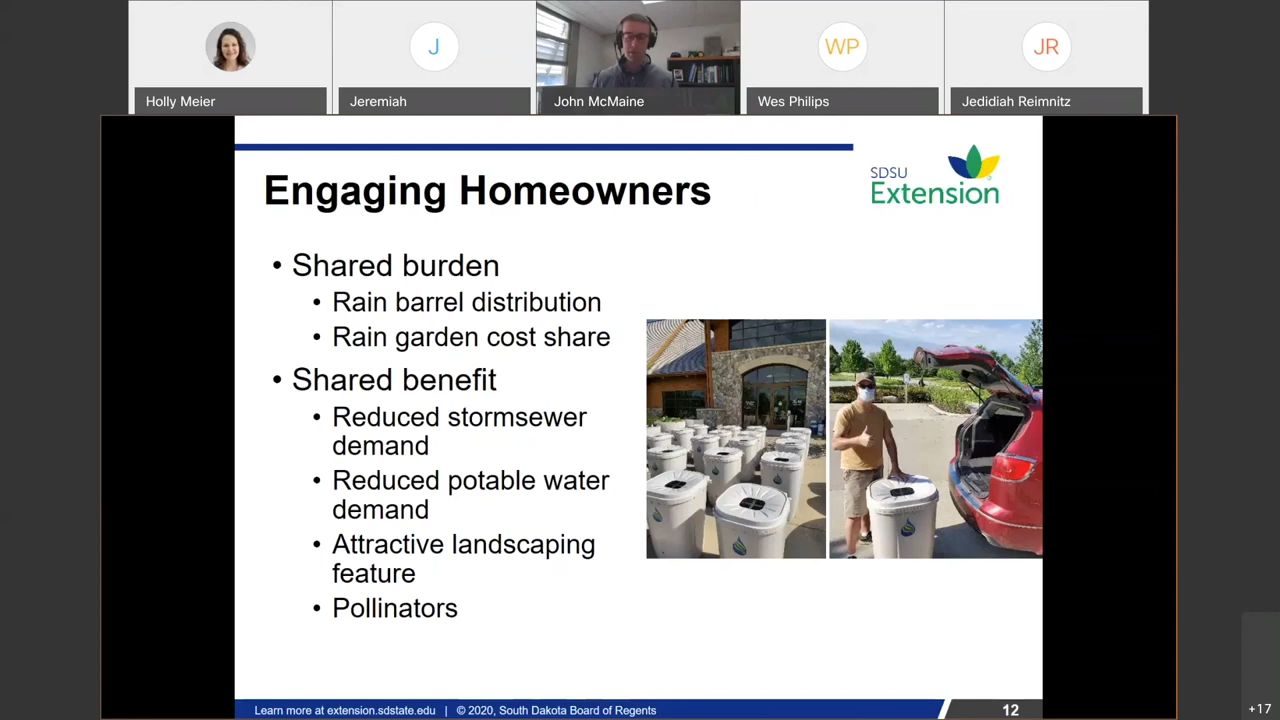 J
WP
JR
Holly Meier
Jeremiah
John McMaine
Wes Philips
Jedidiah Reimnitz
Engaging Homeowners
SDSU
Extension
• Shared burden
• Rain barrel distribution
• Rain garden cost share
• Shared benefit
• Reduced stormsewer
demand
• Reduced potable water
demand
• Attractive landscaping
feature
• Pollinators
Learn more at extension.sdstate.edu | © 2020, South Dakota Board of Regents
12
+17